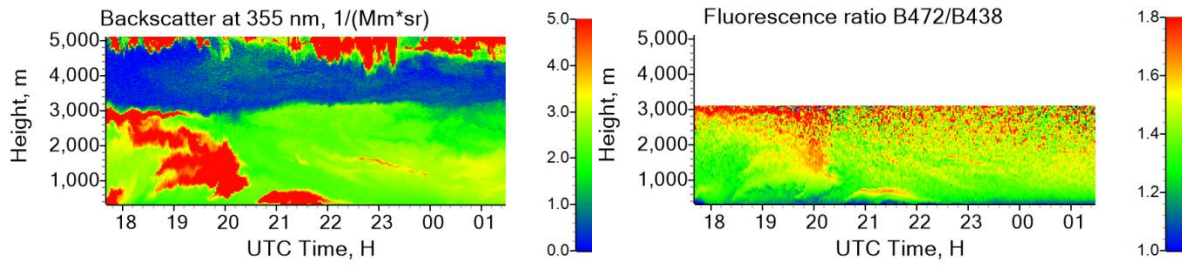 Backscatter at 355 nm, 1/(Mm*sr)
5,000
4,000
3,000
2,000
1,000
Height, m
18 19 20 21 22 23 00 01
UTC Time, H
5.0
4.0
3.0
2.0
1.0
0.0
Fluorescence ratio B472/B438
5,000
4,000
3,000
2,000
1,000
Height, m
18 19 20 21 22 23 00 01
UTC Time, H
1.8
1.6
1.4
1.2
1.0